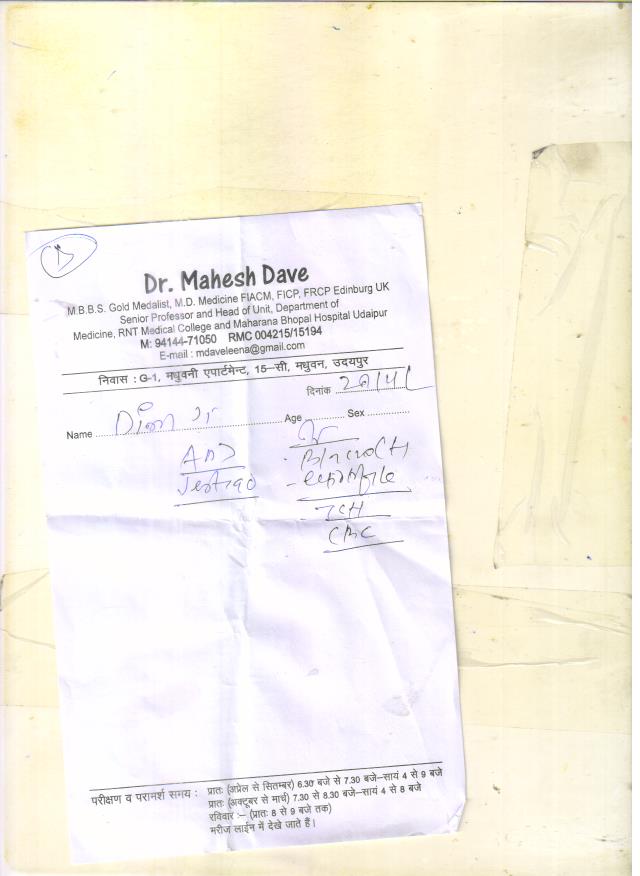 Dr. Mahesh Dave
M.B.B.S. Gold Medalist, M.D. Medicine FIACM, FICP, FRCP Edinburg UK
Senior Professor and Head of Unit, Department of
Medicine, RNT Medical College and Maharana Bhopal Hospital Udaipur
M: 94144-71050 RMC 004215/15194
E-mail : mdaveleena@gmail.com
निवास : G-1, मधुवनी एपार्टमेन्ट, 15-सी, मधुवन, उदयपुर
दिनांक
Name Age Sex
CBC
परीक्षण व परामर्श समय : प्रातः (अप्रेल से सितम्बर) 6.30 बजे से 7.30 बजे-सायं 4 से 9 बजे
प्रातः (अक्टूबर से मार्च) 7.30 से 8.30 बजे-सायं 4 से 8 बजे
रविवार :- (प्रातः 8 से 9 बजे तक)
मरीज लाईन में देखे जाते हैं।